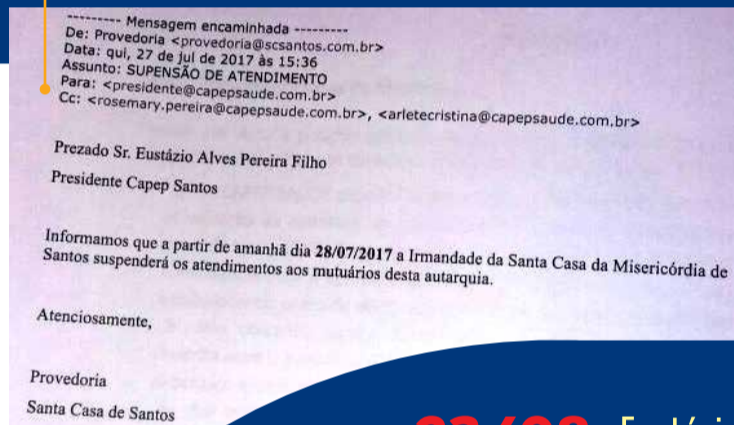 --------- Mensagem encaminhada ---------
De: Provedoria <provedoria@scsantos.com.br>
Data: qui, 27 de jul de 2017 às 15:36
Assunto: SUPENSÃO DE ATENDIMENTO
Para: <presidente@capepsaude.com.br>
Cc: <rosemary.pereira@capepsaude.com.br>, <arletecristina@capepsaude.com.br>
Prezado Sr. Eustázio Alves Pereira Filho
Presidente Capep Santos
Informamos que a partir de amanhã dia 28/07/2017 a Irmandade da Santa Casa da Misericórdia de
Santos suspenderá os atendimentos aos mutuários desta autarquia.
Atenciosamente,
Provedoria
Santa Casa de Santos